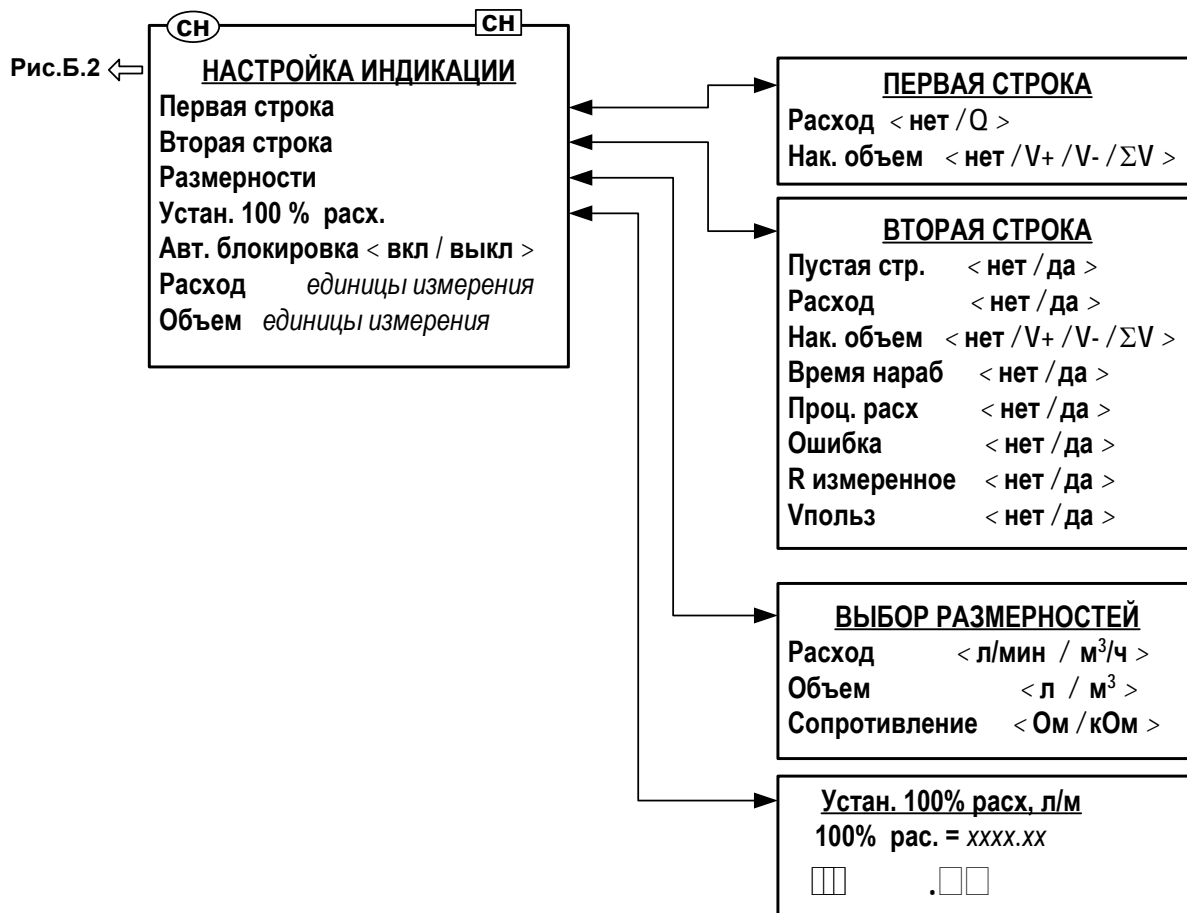 СН
СН
Рис.Б.2
НАСТРОЙКА ИНДИКАЦИИ
Первая строка
Вторая строка
Размерности
Устан. 100 % расх.
Авт. блокировка < вкл / выкл >
Расход единицы измерения
Объем единицы измерения
ПЕРВАЯ СТРОКА
Расход < нет / Q >
Нак. объем < нет / V+ / V- / ΣV >
ВТОРАЯ СТРОКА
Пустая стр. < нет / да >
Расход < нет / да >
Нак. объем < нет / V+ / V- / ΣV >
Время нараб < нет / да >
Проц. расх < нет / да >
Ошибка < нет / да >
R измеренное < нет / да >
Vпольз < нет / да >
ВЫБОР РАЗМЕРНОСТЕЙ
Расход < л/мин / м³/ч >
Объем < л / м³ >
Сопротивление < Ом / кОм >
Устан. 100% расх, л/м
100% рас. = xxxx.xx
.